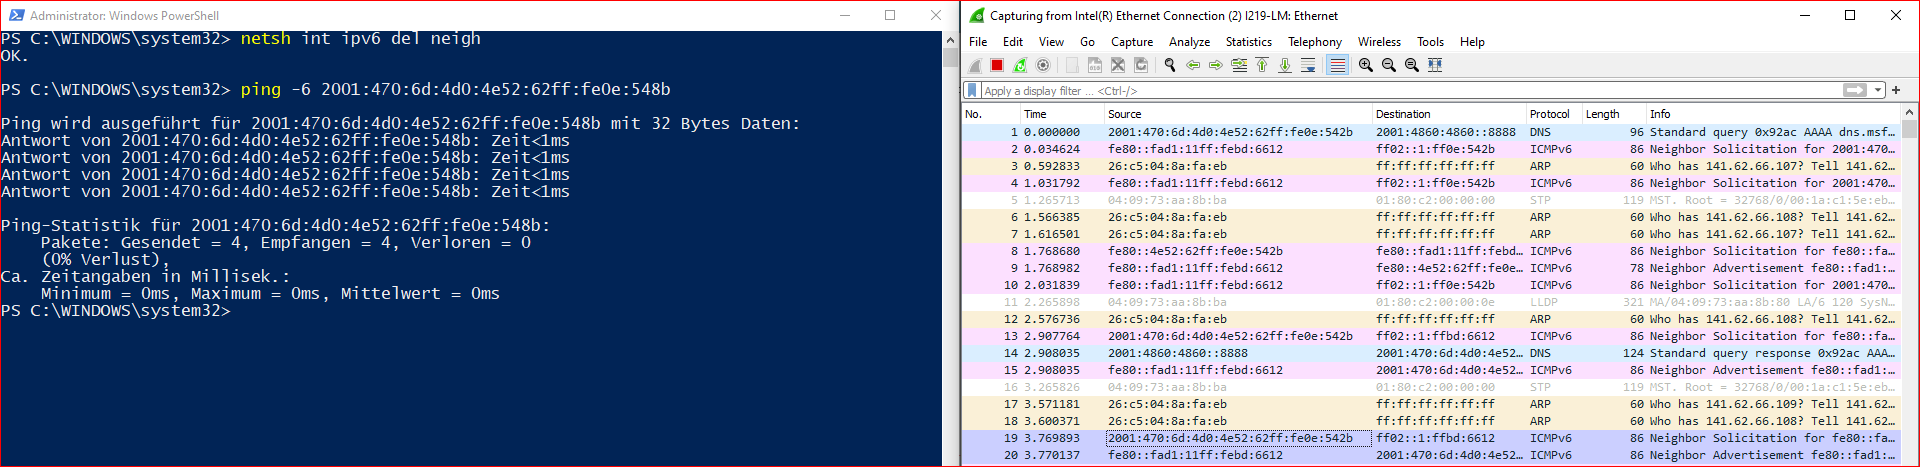 Administrator: Windows PowerShell
PS C:\WINDOWS\system32> netsh int ipv6 del neigh
OK.
PS C:\WINDOWS\system32> ping -6 2001:470:6d:4d0:4e52:62ff:fe0e:548b
Ping wird ausgeführt für 2001:470:6d:4d0:4e52:62ff:fe0e:548b mit 32 Bytes Daten:
Antwort von 2001:470:6d:4d0:4e52:62ff:fe0e:548b: Zeit<1ms
Antwort von 2001:470:6d:4d0:4e52:62ff:fe0e:548b: Zeit<1ms
Antwort von 2001:470:6d:4d0:4e52:62ff:fe0e:548b: Zeit<1ms
Antwort von 2001:470:6d:4d0:4e52:62ff:fe0e:548b: Zeit<1ms
Ping-Statistik für 2001:470:6d:4d0:4e52:62ff:fe0e:548b:
Pakete: Gesendet = 4, Empfangen = 4, Verloren = 0
(0% Verlust),
Ca. Zeitangaben in Millisek.:
Minimum = 0ms, Maximum = 0ms, Mittelwert = 0ms
PS C:\WINDOWS\system32>
Capturing from Intel(R) Ethernet Connection (2) I219-LM: Ethernet
File Edit View Go Capture Analyze Statistics Telephony Wireless Tools Help
Apply a display filter ... <Ctrl-/>
No. Time Source Destination Protocol Length Info
1 0.000000 2001:470:6d:4d0:4e52:62ff:fe0e:542b 2001:4860:4860::8888 DNS 96 Standard query 0x92ac AAAA dns.msf…
2 0.034624 fe80::fad1:11ff:febd:6612 ff02::1:ff0e:542b ICMPv6 86 Neighbor Solicitation for 2001:470…
3 0.592833 26:c5:04:8a:fa:eb ff:ff:ff:ff:ff:ff ARP 60 Who has 141.62.66.107? Tell 141.62…
4 1.031792 fe80::fad1:11ff:febd:6612 ff02::1:ff0e:542b ICMPv6 86 Neighbor Solicitation for 2001:470…
5 1.265713 04:09:73:aa:8b:ba 01:80:c2:00:00:00 STP 119 MST. Root = 32768/0/00:1a:c1:5e:eb…
6 1.566385 26:c5:04:8a:fa:eb ff:ff:ff:ff:ff:ff ARP 60 Who has 141.62.66.108? Tell 141.62…
7 1.616501 26:c5:04:8a:fa:eb ff:ff:ff:ff:ff:ff ARP 60 Who has 141.62.66.107? Tell 141.62…
8 1.768680 fe80::4e52:62ff:fe0e:542b fe80::fad1:11ff:febd… ICMPv6 86 Neighbor Solicitation for fe80::fa…
9 1.768982 fe80::fad1:11ff:febd:6612 fe80::4e52:62ff:fe0e… ICMPv6 78 Neighbor Advertisement fe80::fad1:…
10 2.031839 fe80::fad1:11ff:febd:6612 ff02::1:ff0e:542b ICMPv6 86 Neighbor Solicitation for 2001:470…
11 2.265898 04:09:73:aa:8b:ba 01:80:c2:00:00:0e LLDP 321 MA/04:09:73:aa:8b:80 LA/6 120 SysN…
12 2.576736 26:c5:04:8a:fa:eb ff:ff:ff:ff:ff:ff ARP 60 Who has 141.62.66.108? Tell 141.62…
13 2.907764 2001:470:6d:4d0:4e52:62ff:fe0e:542b ff02::1:ffbd:6612 ICMPv6 86 Neighbor Solicitation for fe80::fa…
14 2.908035 2001:4860:4860::8888 2001:470:6d:4d0:4e52… DNS 124 Standard query response 0x92ac AAA…
15 2.908035 fe80::fad1:11ff:febd:6612 2001:470:6d:4d0:4e52… ICMPv6 86 Neighbor Advertisement fe80::fad1:…
16 3.265826 04:09:73:aa:8b:ba 01:80:c2:00:00:00 STP 119 MST. Root = 32768/0/00:1a:c1:5e:eb…
17 3.571181 26:c5:04:8a:fa:eb ff:ff:ff:ff:ff:ff ARP 60 Who has 141.62.66.109? Tell 141.62…
18 3.600371 26:c5:04:8a:fa:eb ff:ff:ff:ff:ff:ff ARP 60 Who has 141.62.66.108? Tell 141.62…
19 3.769893 2001:470:6d:4d0:4e52:62ff:fe0e:542b ff02::1:ffbd:6612 ICMPv6 86 Neighbor Solicitation for fe80::fa…
20 3.770137 fe80::fad1:11ff:febd:6612 2001:470:6d:4d0:4e52… ICMPv6 86 Neighbor Advertisement fe80::fad1:…